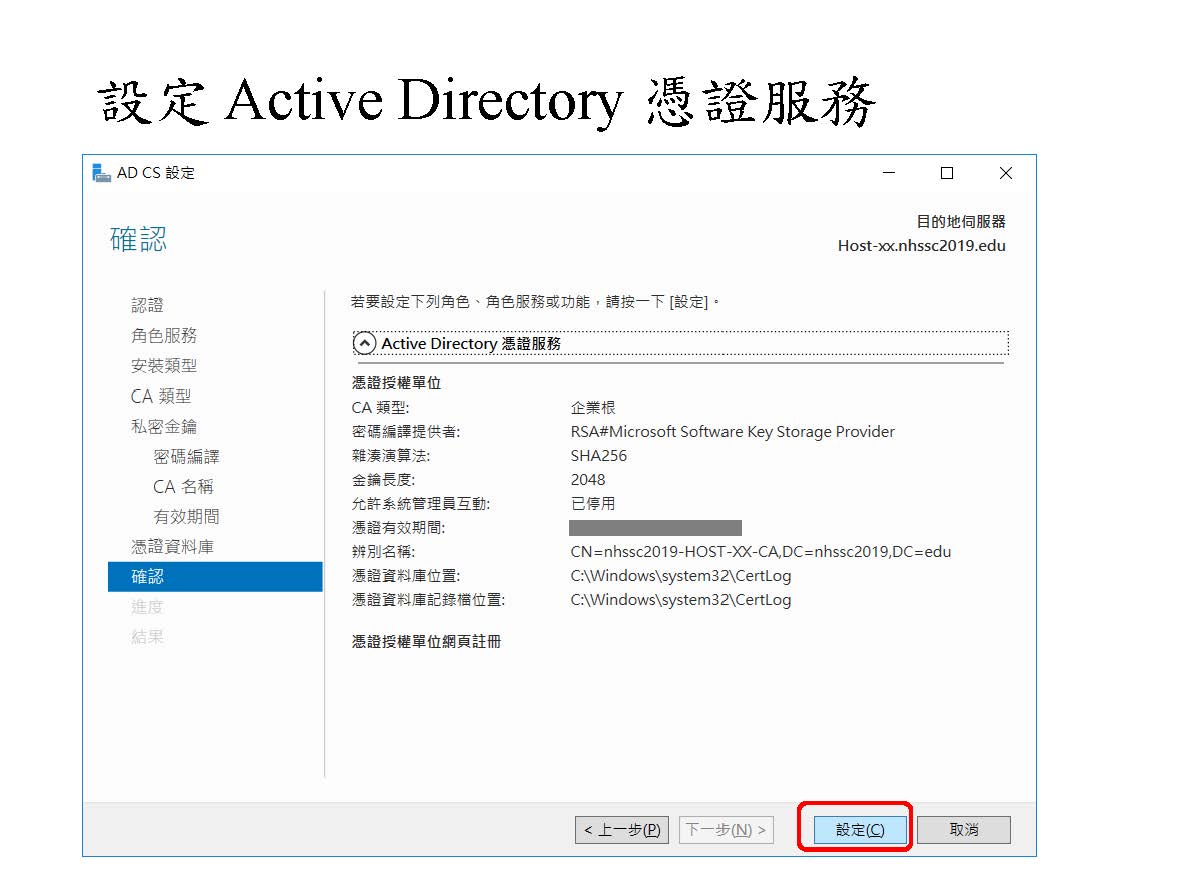 設定 Active Directory 憑證服務
AD CS 設定
確認
目的地伺服器
Host-xx.nhssc2019.edu
認證
角色服務
安裝類型
CA 類型
私密金鑰
密碼編譯
CA 名稱
有效期間
憑證資料庫
確認
進度
結果
若要設定下列角色、角色服務或功能，請按一下 [設定]。
Active Directory 憑證服務
憑證授權單位
CA 類型: 企業根
密碼編譯提供者: RSA#Microsoft Software Key Storage Provider
雜湊演算法: SHA256
金鑰長度: 2048
允許系統管理員互動: 已停用
憑證有效期間:
辨別名稱: CN=nhssc2019-HOST-XX-CA,DC=nhssc2019,DC=edu
憑證資料庫位置: C:\Windows\system32\CertLog
憑證資料庫記錄檔位置: C:\Windows\system32\CertLog
憑證授權單位網頁註冊
< 上一步(P) 下一步(N) > 設定(C) 取消